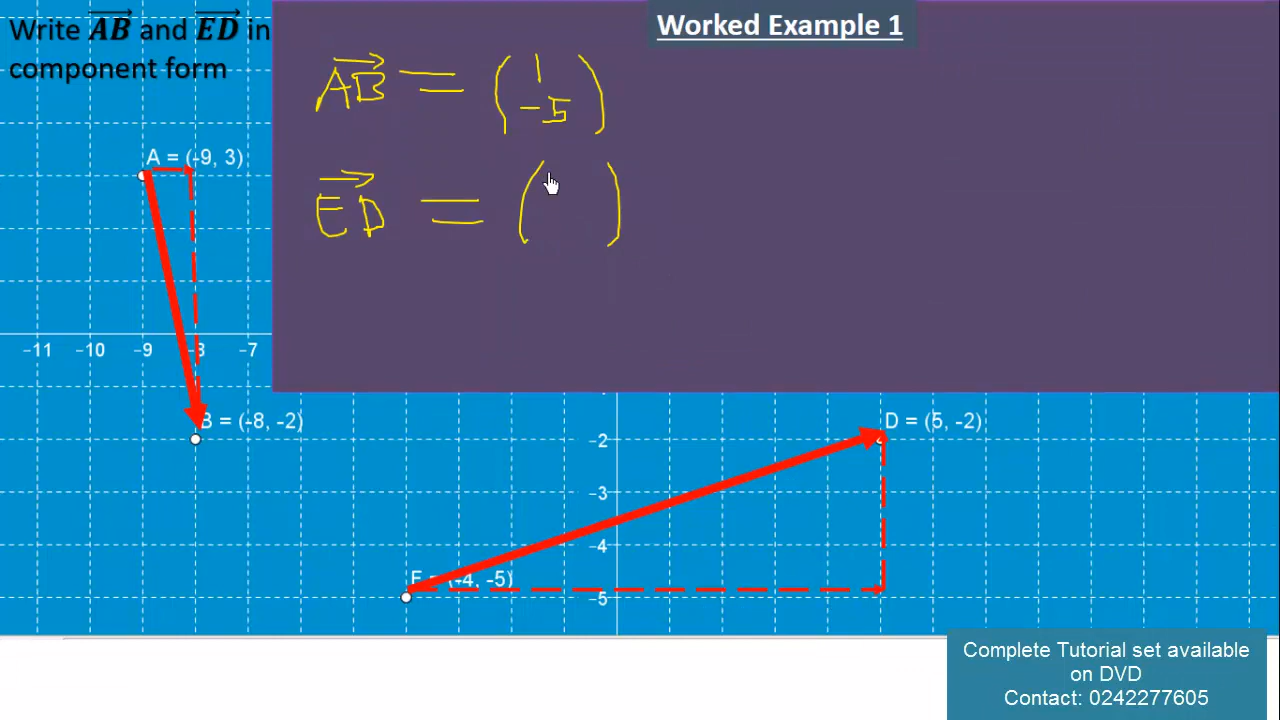 Write AB and ED in
component form
Worked Example 1
AB = (1
-5)
ED = ( )
A = (-9, 3)
-11 -10 -9 -8 -7
B = (-8, -2)
D = (5, -2)
-2
-3
-4
E = (-4, -5)
-5
Complete Tutorial set available
on DVD
Contact: 0242277605